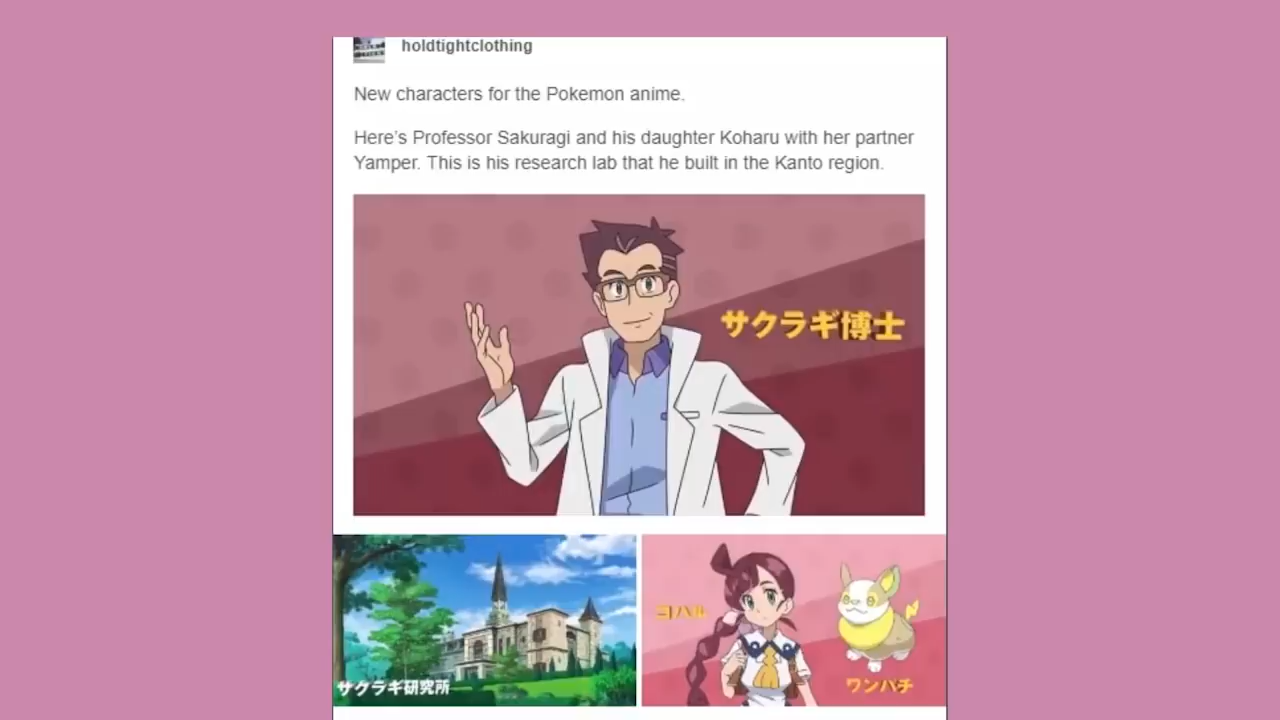 holdtightclothing
New characters for the Pokemon anime.
Here's Professor Sakuragi and his daughter Koharu with her partner
Yamper. This is his research lab that he built in the Kanto region.
サクラギ博士
サクラギ研究所
コハル
ワンパチ